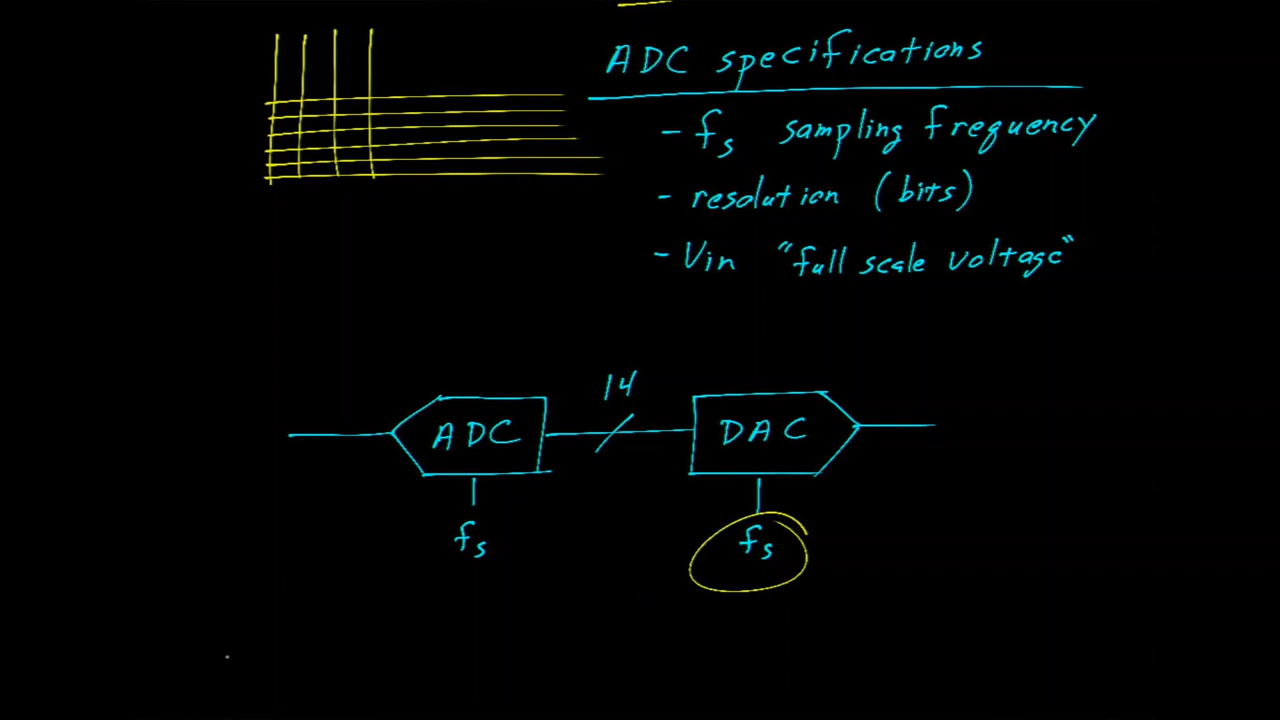 ADC specifications
- fs sampling frequency
- resolution (bits)
- Vin "full scale voltage"
14
ADC DAC
fs fs